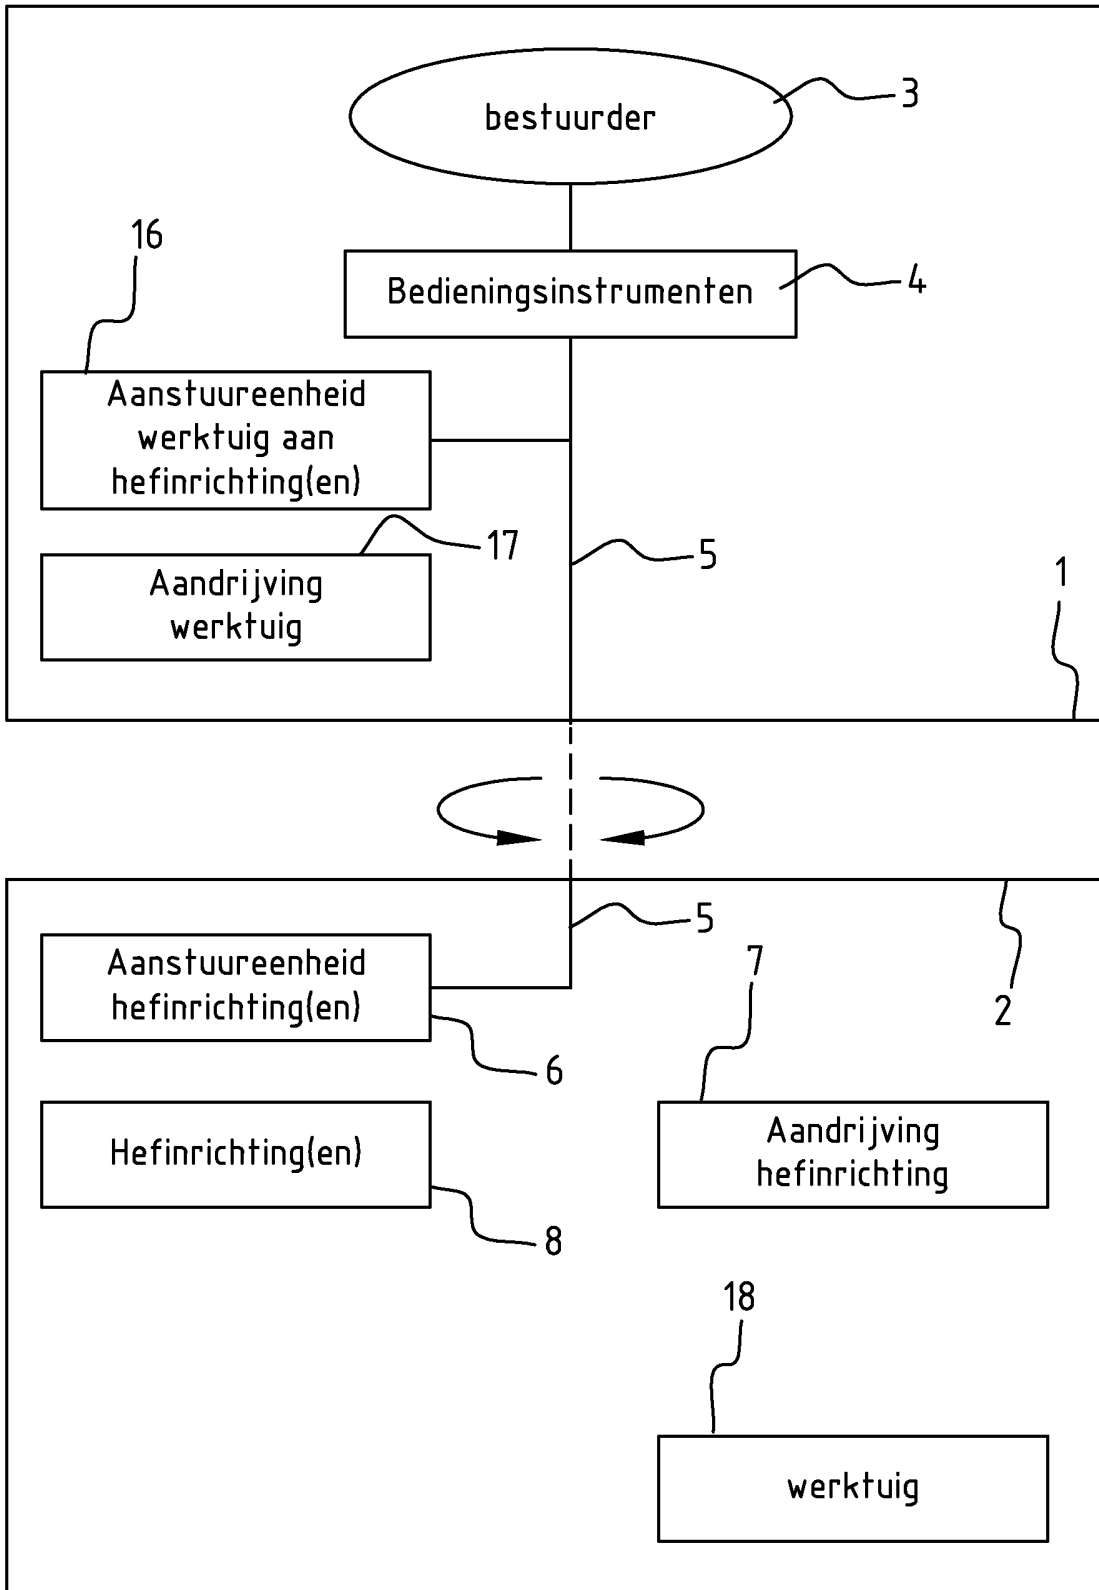 bestuurder
3
16
Bedieningsinstrumenten
4
Aanstuureenheid
werktuig aan
hefinrichting(en)
17
5
Aandrijving
werktuig
1
5
Aanstuureenheid
hefinrichting(en)
7
2
6
Hefinrichting(en)
Aandrijving
hefinrichting
8
18
werktuig